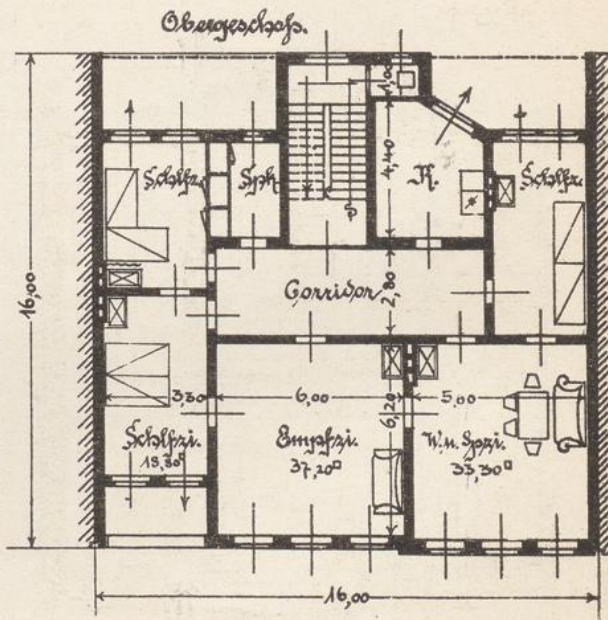 Obergeschoß.
1,00
Schlfz.
Spk
4,40
K.
Schlfz.
16,00
Corridor
2,80
3,30
6,00
6,20
5,00
Schlfzi.
18,30□
Empfzi.
37,20□
W. u. Spzi.
33,30□
16,00